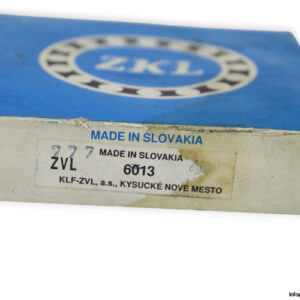 ZKL
MADE IN SLOVAKIA
MADE IN SLOVAKIA
ZVL 6013
KLF-ZVL, a.s., KYSUCKÉ NOVÉ MESTO